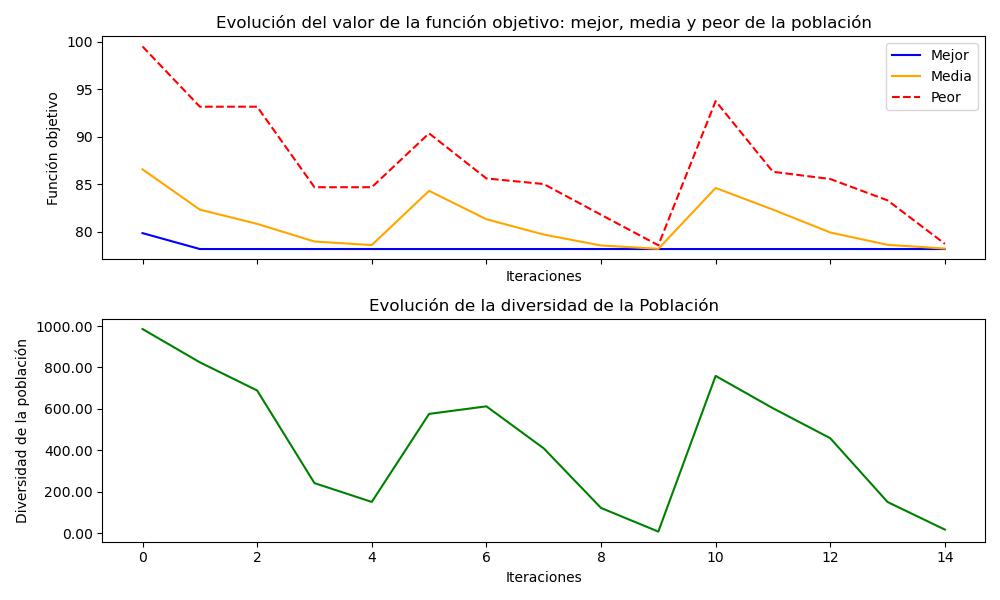 Evolución del valor de la función objetivo: mejor, media y peor de la población
100
95
90
85
80
Función objetivo
Mejor
Media
Peor
Iteraciones
Evolución de la diversidad de la Población
1000.00
800.00
600.00
400.00
200.00
0.00
Diversidad de la población
0 2 4 6 8 10 12 14
Iteraciones